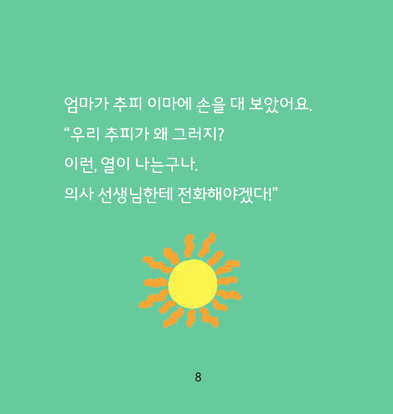 엄마가 추피 이마에 손을 대 보았어요.
“우리 추피가 왜 그러지?
이런, 열이 나는구나.
의사 선생님한테 전화해야겠다!”
8